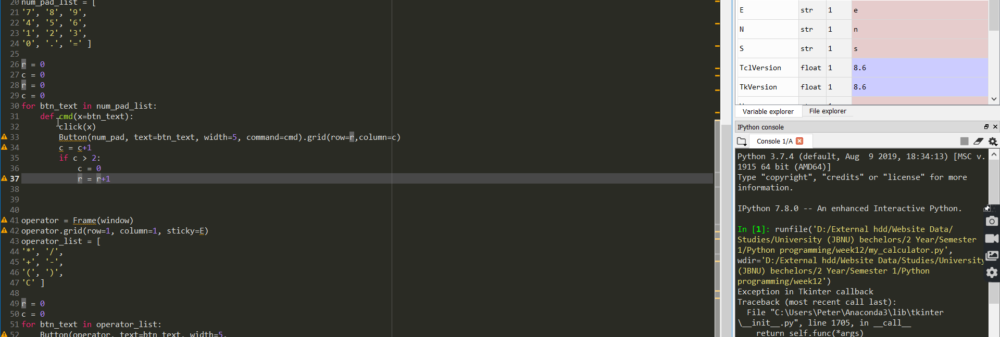 20 num_pad_list = [
21 '7', '8', '9',
22 '4', '5', '6',
23 '1', '2', '3',
24 '0', '.', '=' ]
25
26 r = 0
27 c = 0
28 r = 0
29 c = 0
30 for btn_text in num_pad_list:
31 def cmd(x=btn_text):
32 click(x)
33 Button(num_pad, text=btn_text, width=5, command=cmd).grid(row=r,column=c)
34 c = c+1
35 if c > 2:
36 c = 0
37 r = r+1
38
39
40
41 operator = Frame(window)
42 operator.grid(row=1, column=1, sticky=E)
43 operator_list = [
44 '*', '/',
45 '+', '-',
46 '(', ')',
47 'C' ]
48
49 r = 0
50 c = 0
51 for btn_text in operator_list:
52 Button(operator, text=btn_text, width=5,
E str 1 e
N str 1 n
S str 1 s
TclVersion float 1 8.6
TkVersion float 1 8.6
Variable explorer File explorer
IPython console
Console 1/A
Python 3.7.4 (default, Aug  9 2019, 18:34:13) [MSC v.
1915 64 bit (AMD64)]
Type "copyright", "credits" or "license" for more
information.
IPython 7.8.0 -- An enhanced Interactive Python.
In [1]: runfile('D:/External hdd/Website Data/
Studies/University (JBNU) bechelors/2 Year/Semester
1/Python programming/week12/my_calculator.py',
wdir='D:/External hdd/Website Data/Studies/University
(JBNU) bechelors/2 Year/Semester 1/Python
programming/week12')
Exception in Tkinter callback
Traceback (most recent call last):
File "C:\Users\Peter\Anaconda3\lib\tkinter
\__init__.py", line 1705, in __call__
return self.func(*args)